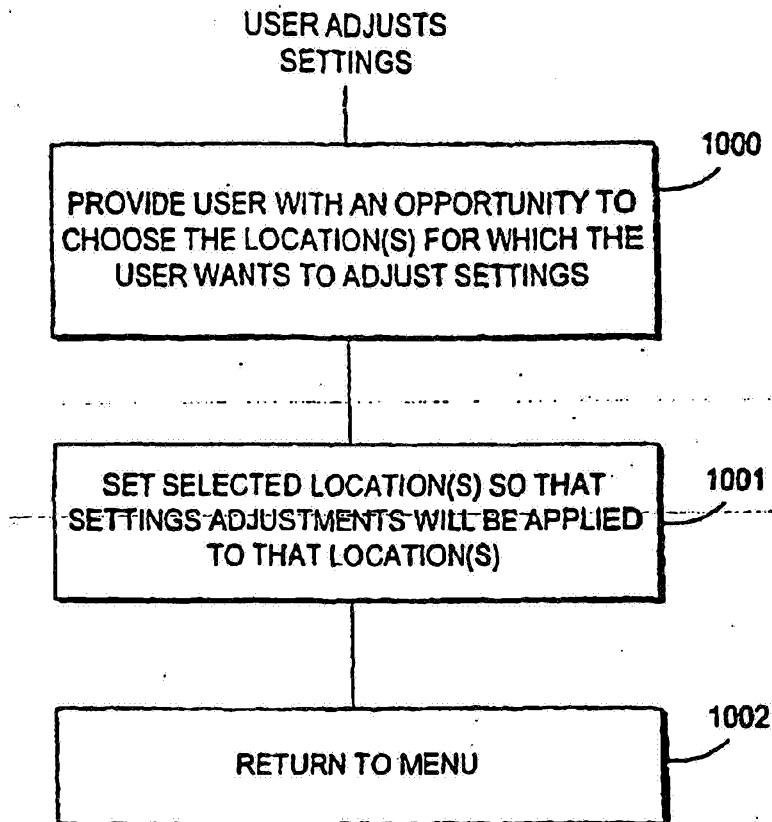 USER ADJUSTS
SETTINGS
1000
PROVIDE USER WITH AN OPPORTUNITY TO
CHOOSE THE LOCATION(S) FOR WHICH THE
USER WANTS TO ADJUST SETTINGS
1001
SET SELECTED LOCATION(S) SO THAT
SETTINGS ADJUSTMENTS WILL BE APPLIED
TO THAT LOCATION(S)
1002
RETURN TO MENU